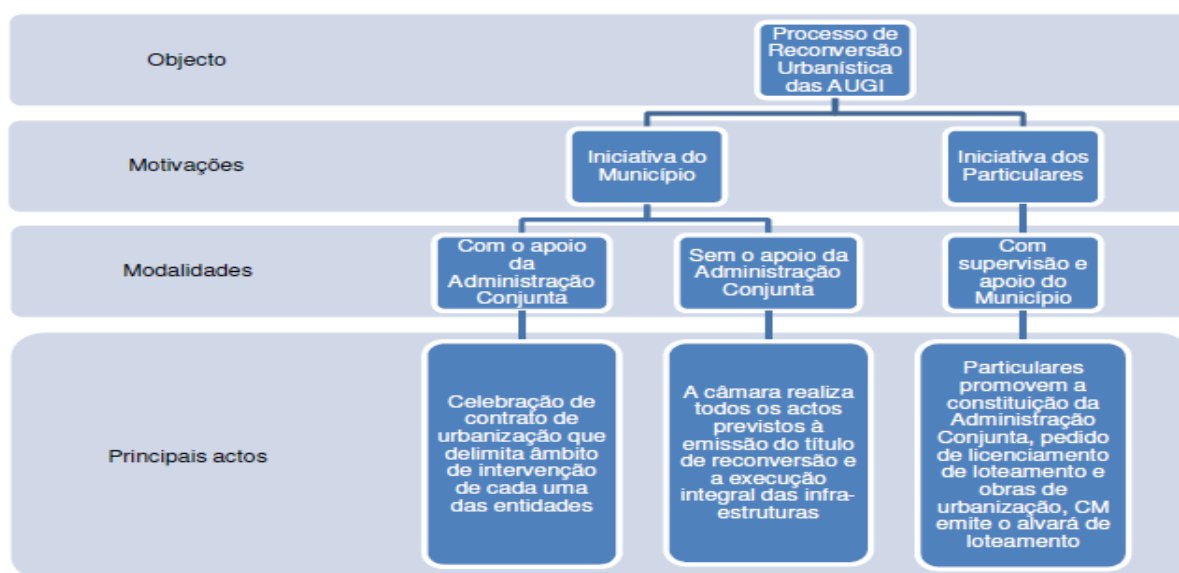 Objecto
Processo de
Reconversão
Urbanística
das AUGI
Motivações
Iniciativa do
Município
Iniciativa dos
Particulares
Modalidades
Com o apoio
da
Administração
Conjunta
Sem o apoio da
Administração
Conjunta
Com
supervisão e
apoio do
Município
Principais actos
Celebração de
contrato de
urbanização que
delimita âmbito
de intervenção
de cada uma
das entidades
A câmara realiza
todos os actos
previstos à
emissão do título
de reconversão e
a execução
integral das infra-
estruturas
Particulares
promovem a
constituição da
Administração
Conjunta, pedido
de licenciamento
de loteamento e
obras de
urbanização, CM
emite o alvará de
loteamento